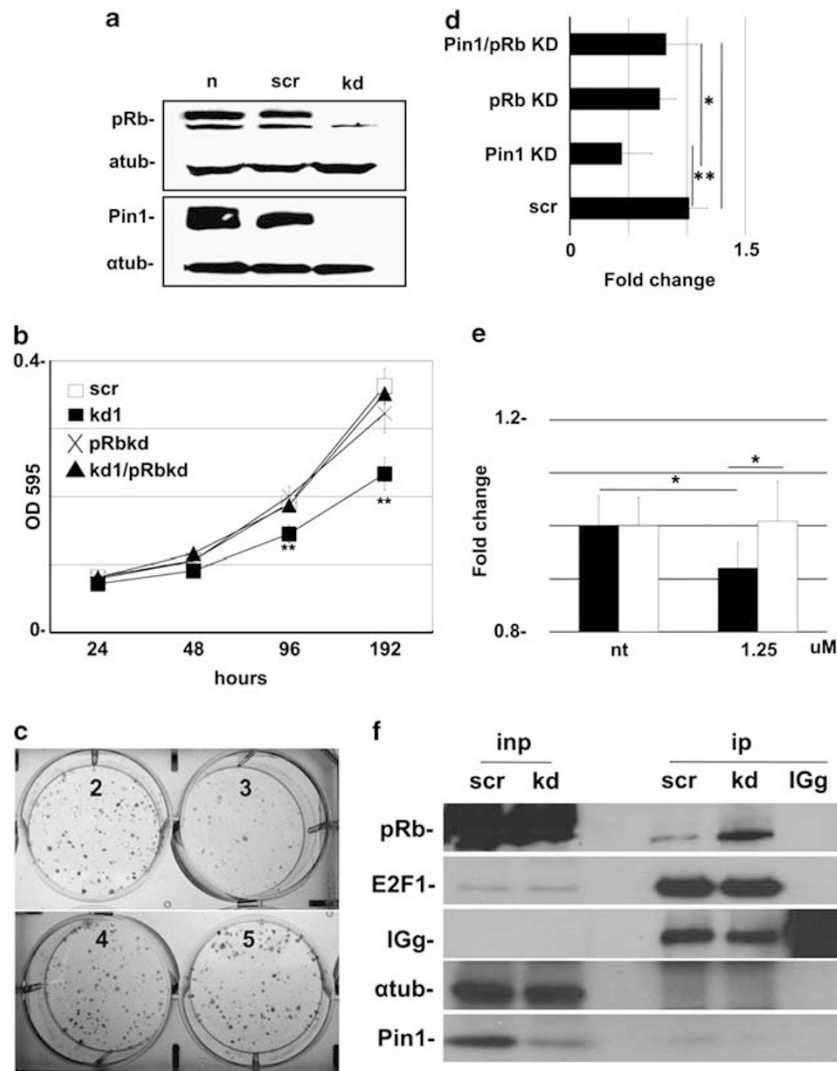 a
n scr kd
pRb-
atub-
Pin1-
αtub-
b
0.4-
scr
kd1
pRbkd
kd1/pRbkd
OD 595
**
**
0-
24 48 96 192
hours
c
2 3
4 5
d
Pin1/pRb KD
pRb KD
Pin1 KD
scr
*
**
0 1.5
Fold change
e
1.2-
*
*
Fold change
0.8-
nt 1.25 uM
f
inp ip
scr kd scr kd IGg
pRb-
E2F1-
IGg-
αtub-
Pin1-